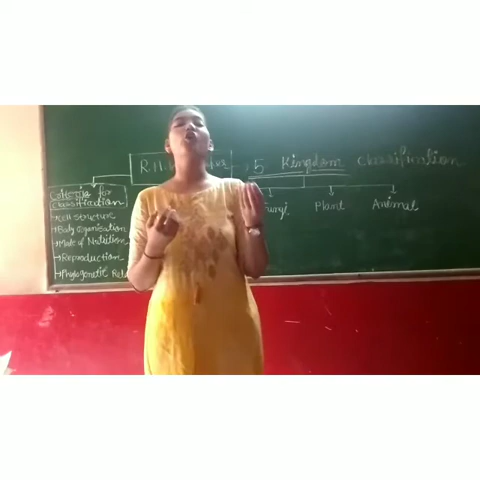 R.H. → 5 Kingdom classification
Criteria for
classification
Fungi Plant Animal
→ Cell Structure
→ Body Organisation
→ Mode of Nutrition
→ Reproduction
→ Phylogenetic Rel